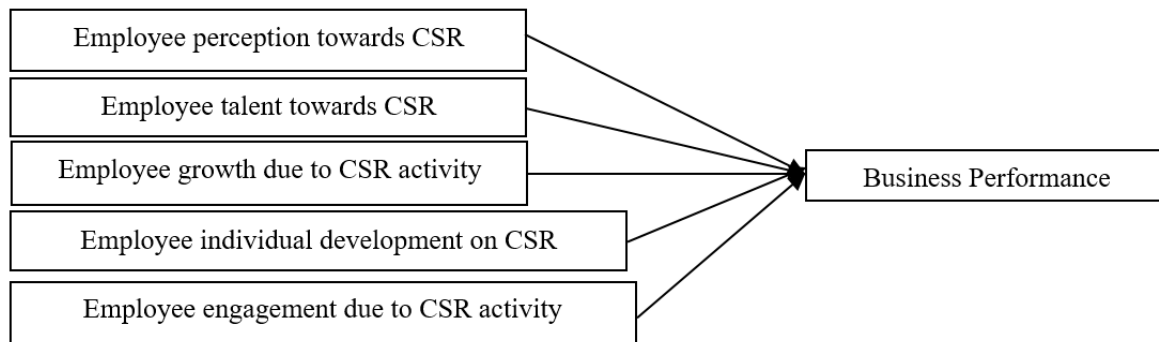 Employee perception towards CSR
Employee talent towards CSR
Employee growth due to CSR activity
Employee individual development on CSR
Employee engagement due to CSR activity
Business Performance